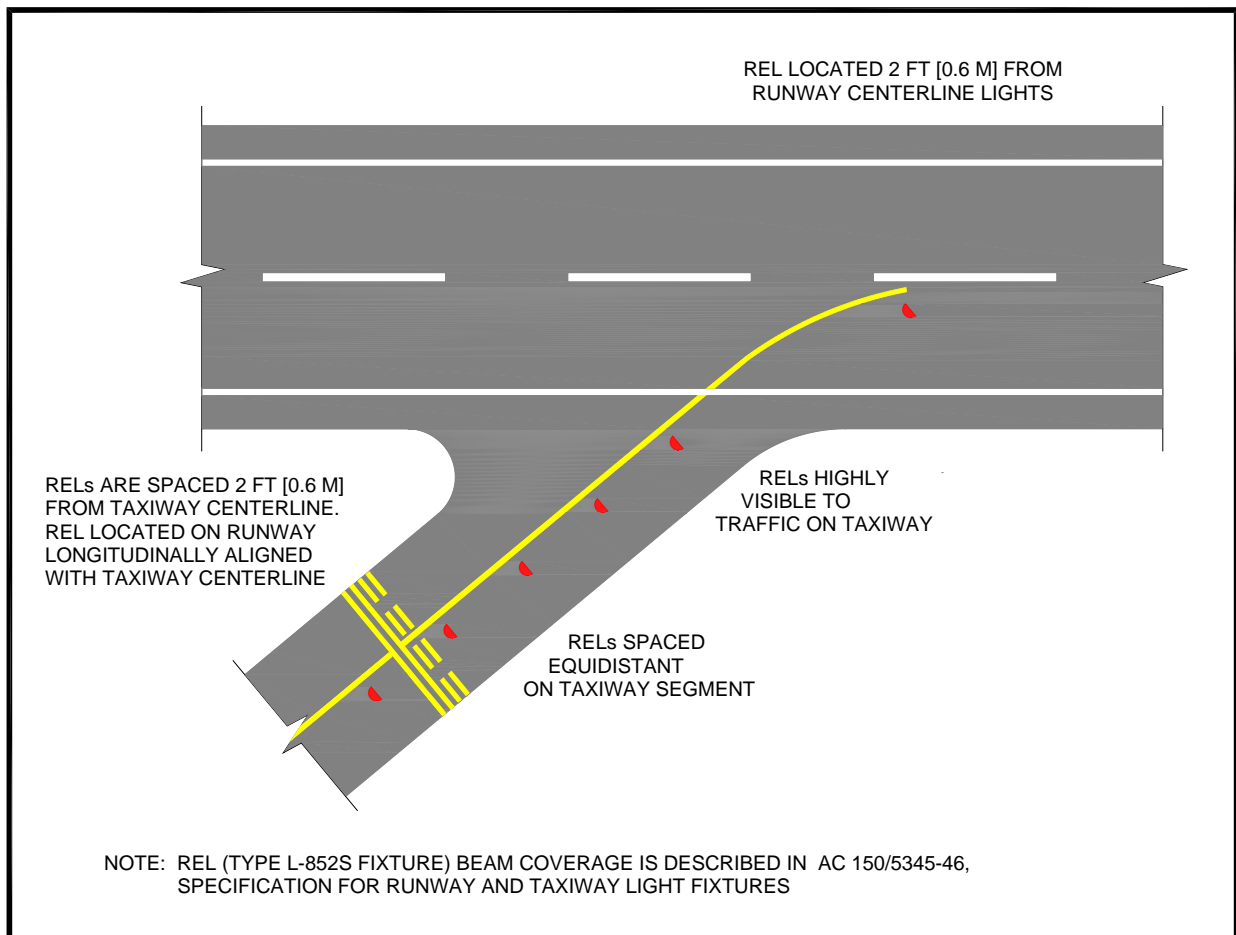 REL LOCATED 2 FT [0.6 M] FROM
RUNWAY CENTERLINE LIGHTS
RELs ARE SPACED 2 FT [0.6 M]
FROM TAXIWAY CENTERLINE.
REL LOCATED ON RUNWAY
LONGITUDINALLY ALIGNED
WITH TAXIWAY CENTERLINE
RELs HIGHLY
VISIBLE TO
TRAFFIC ON TAXIWAY
RELs SPACED
EQUIDISTANT
ON TAXIWAY SEGMENT
NOTE: REL (TYPE L-852S FIXTURE) BEAM COVERAGE IS DESCRIBED IN AC 150/5345-46,
SPECIFICATION FOR RUNWAY AND TAXIWAY LIGHT FIXTURES